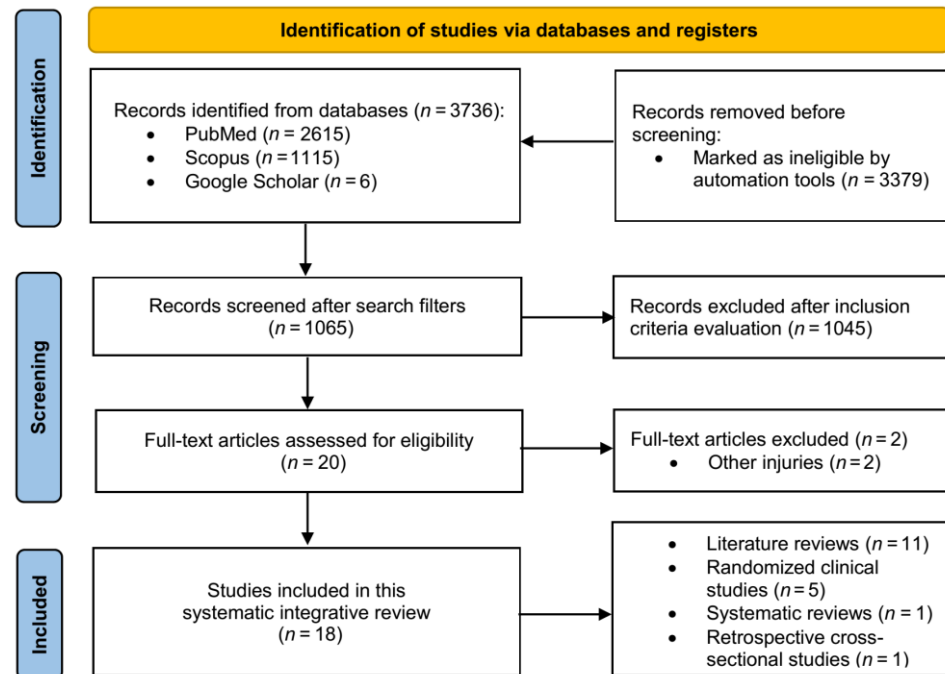 Identification of studies via databases and registers
Identification
Records identified from databases (n = 3736):
• PubMed (n = 2615)
• Scopus (n = 1115)
• Google Scholar (n = 6)
Records removed before
screening:
• Marked as ineligible by
automation tools (n = 3379)
Screening
Records screened after search filters
(n = 1065)
Records excluded after inclusion
criteria evaluation (n = 1045)
Full-text articles assessed for eligibility
(n = 20)
Full-text articles excluded (n = 2)
• Other injuries (n = 2)
Included
Studies included in this
systematic integrative review
(n = 18)
• Literature reviews (n = 11)
• Randomized clinical
studies (n = 5)
• Systematic reviews (n = 1)
• Retrospective cross-
sectional studies (n = 1)